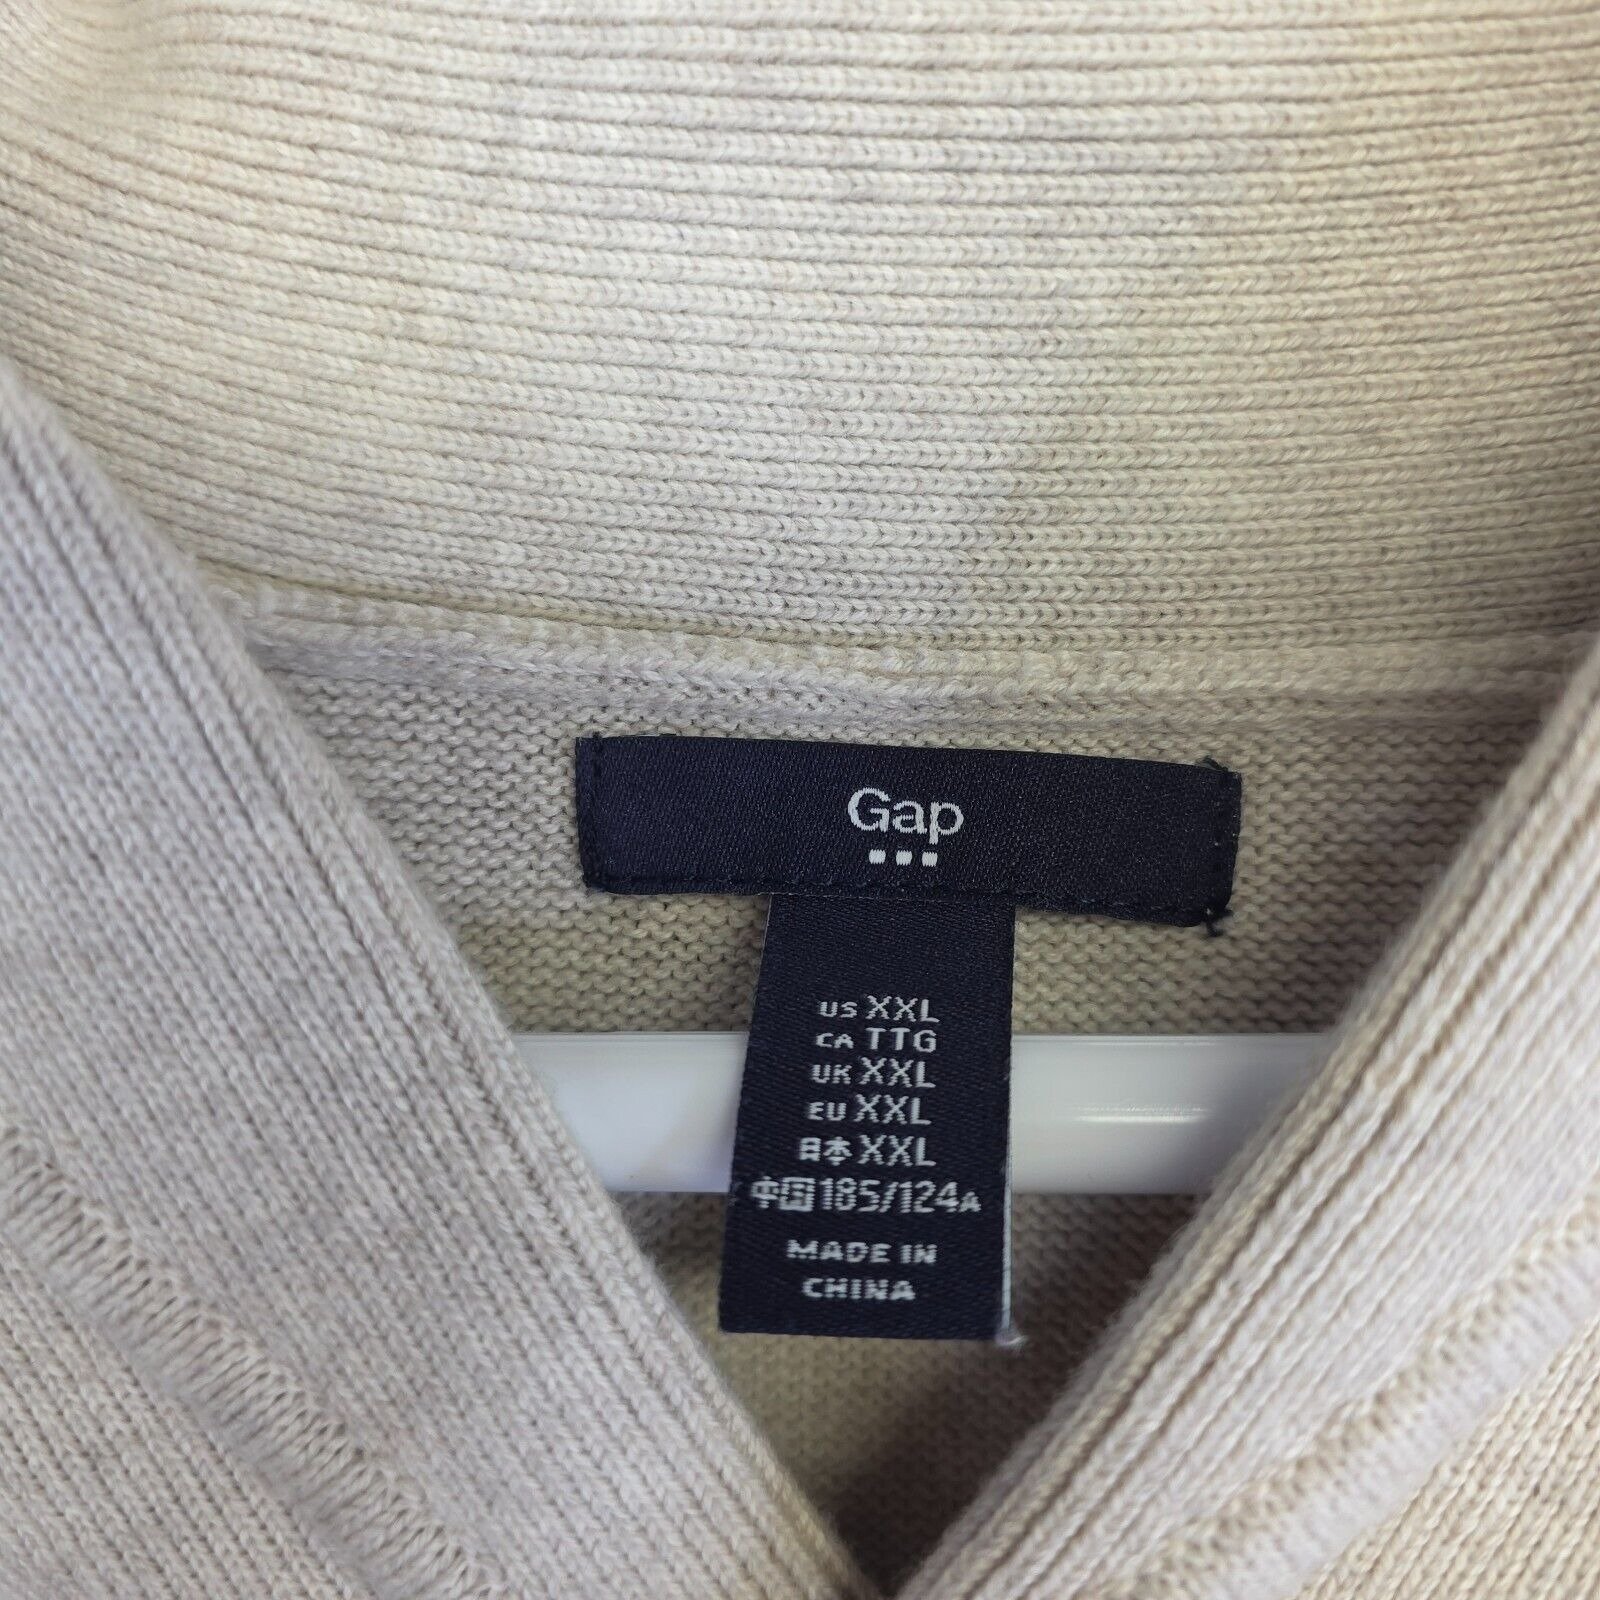 Gap
US XXL
CA TTG
UK XXL
EU XXL
日本 XXL
中国 185/124A
MADE IN
CHINA